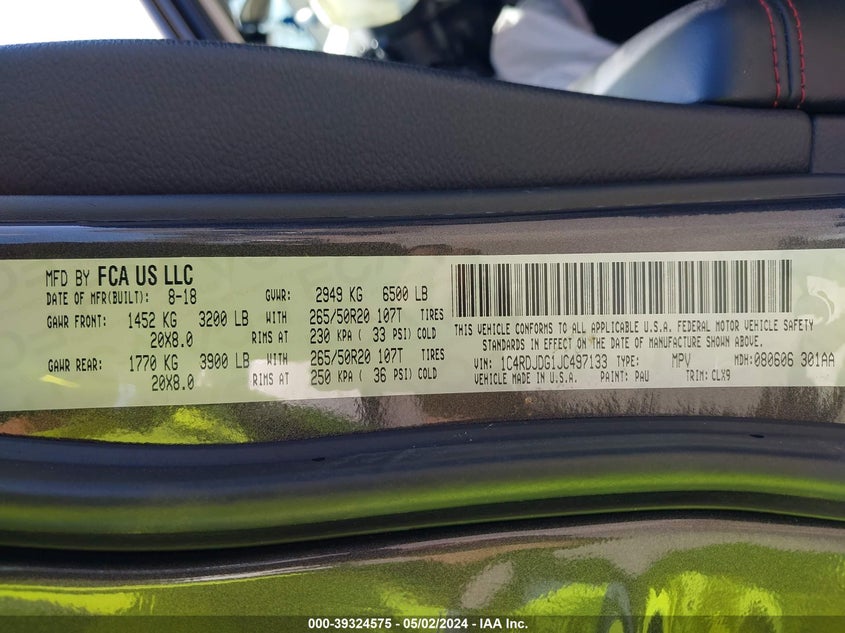 MFD BY FCA US LLC
DATE OF MFR(BUILT): 8-18 GVWR: 2949 KG 6500 LB
GAWR FRONT: 1452 KG 3200 LB WITH 265/50R20 107T TIRES
20X8.0 RIMS AT 230 KPA ( 33 PSI) COLD
GAWR REAR: 1770 KG 3900 LB WITH 265/50R20 107T TIRES
20X8.0 RIMS AT 250 KPA ( 36 PSI) COLD
THIS VEHICLE CONFORMS TO ALL APPLICABLE U.S.A. FEDERAL MOTOR VEHICLE SAFETY
STANDARDS IN EFFECT ON THE DATE OF MANUFACTURE SHOWN ABOVE.
VIN: 1C4RDJDG1JC497133 TYPE: MPV MDH: 080606 301AA
VEHICLE MADE IN U.S.A. PAINT: PAU TRIM: CLX9
000-39324575 - 05/02/2024 - IAA Inc.